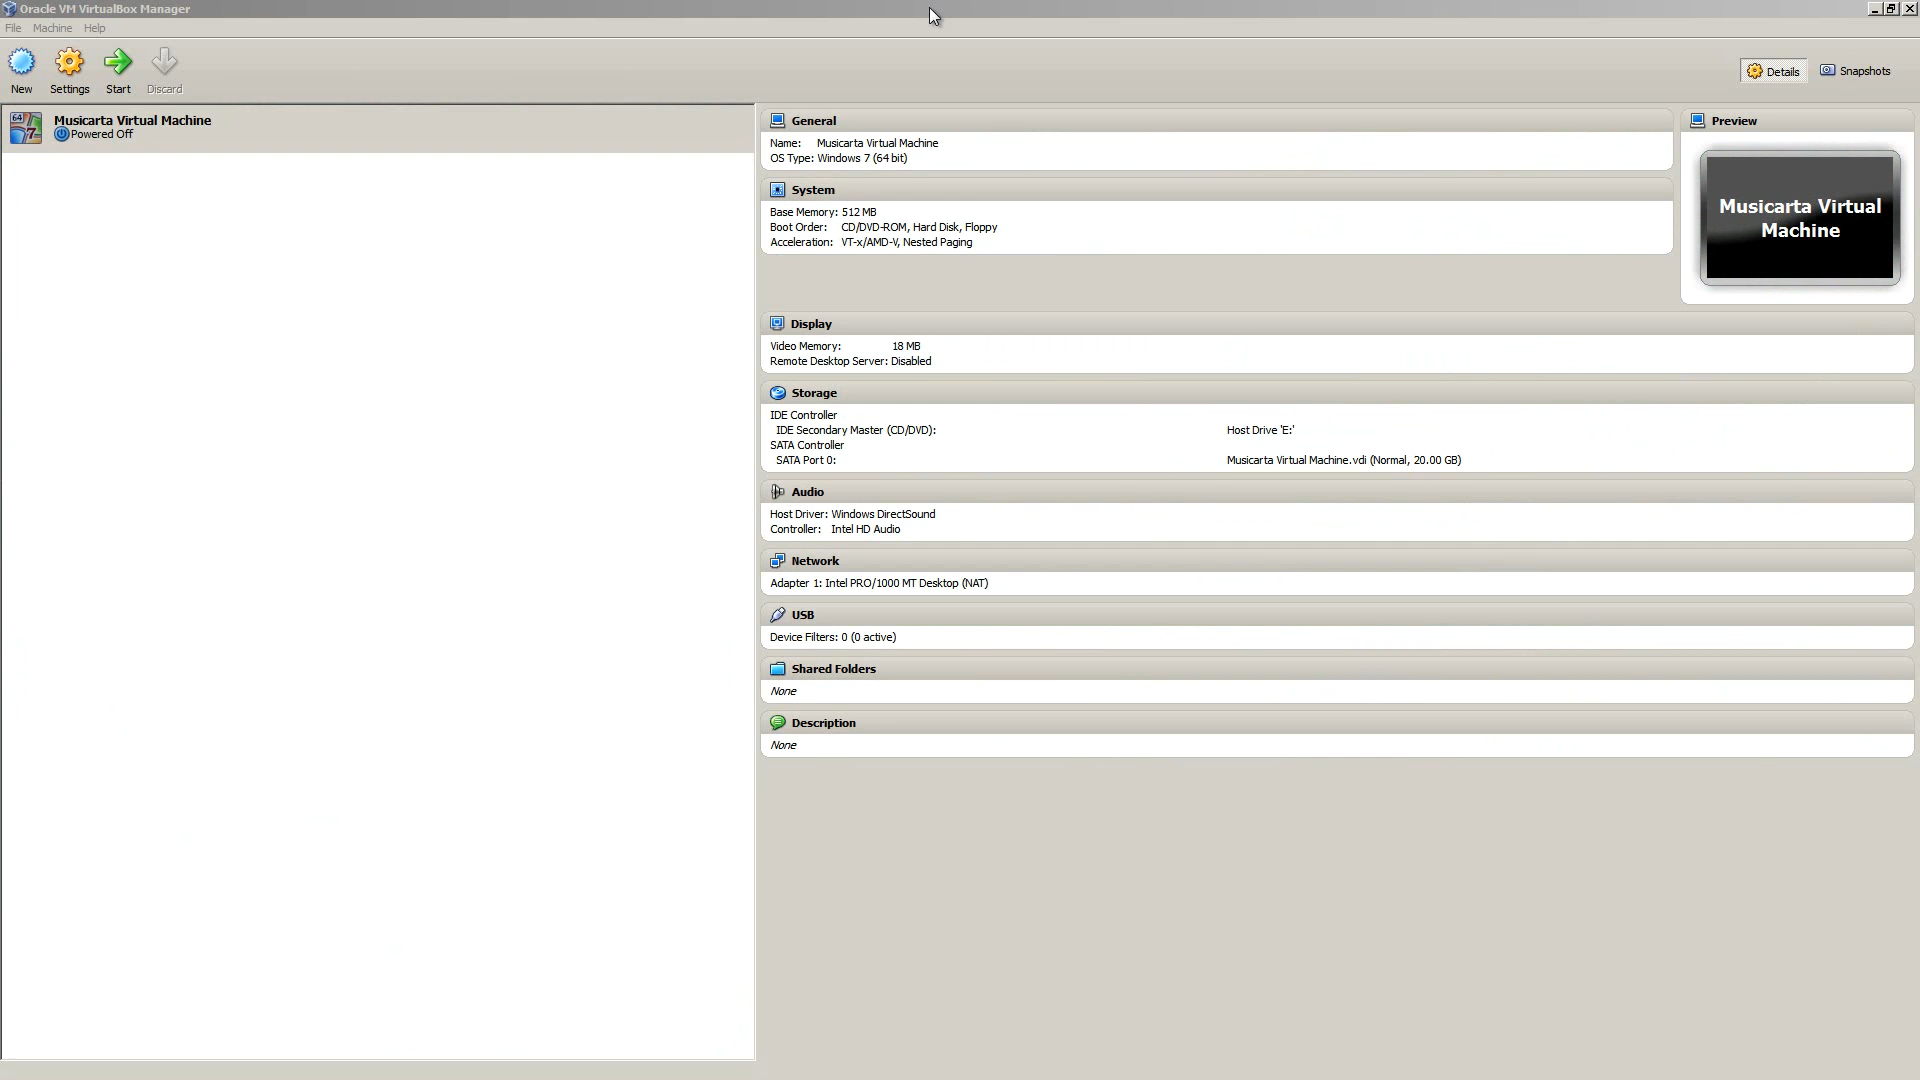 Oracle VM VirtualBox Manager
File Machine Help
New Settings Start Discard
Details Snapshots
64
7
Musicarta Virtual Machine
Powered Off
General
Name: Musicarta Virtual Machine
OS Type: Windows 7 (64 bit)
System
Base Memory: 512 MB
Boot Order: CD/DVD-ROM, Hard Disk, Floppy
Acceleration: VT-x/AMD-V, Nested Paging
Preview
Musicarta Virtual
Machine
Display
Video Memory: 18 MB
Remote Desktop Server: Disabled
Storage
IDE Controller
IDE Secondary Master (CD/DVD): Host Drive 'E:'
SATA Controller
SATA Port 0: Musicarta Virtual Machine.vdi (Normal, 20.00 GB)
Audio
Host Driver: Windows DirectSound
Controller: Intel HD Audio
Network
Adapter 1: Intel PRO/1000 MT Desktop (NAT)
USB
Device Filters: 0 (0 active)
Shared Folders
None
Description
None